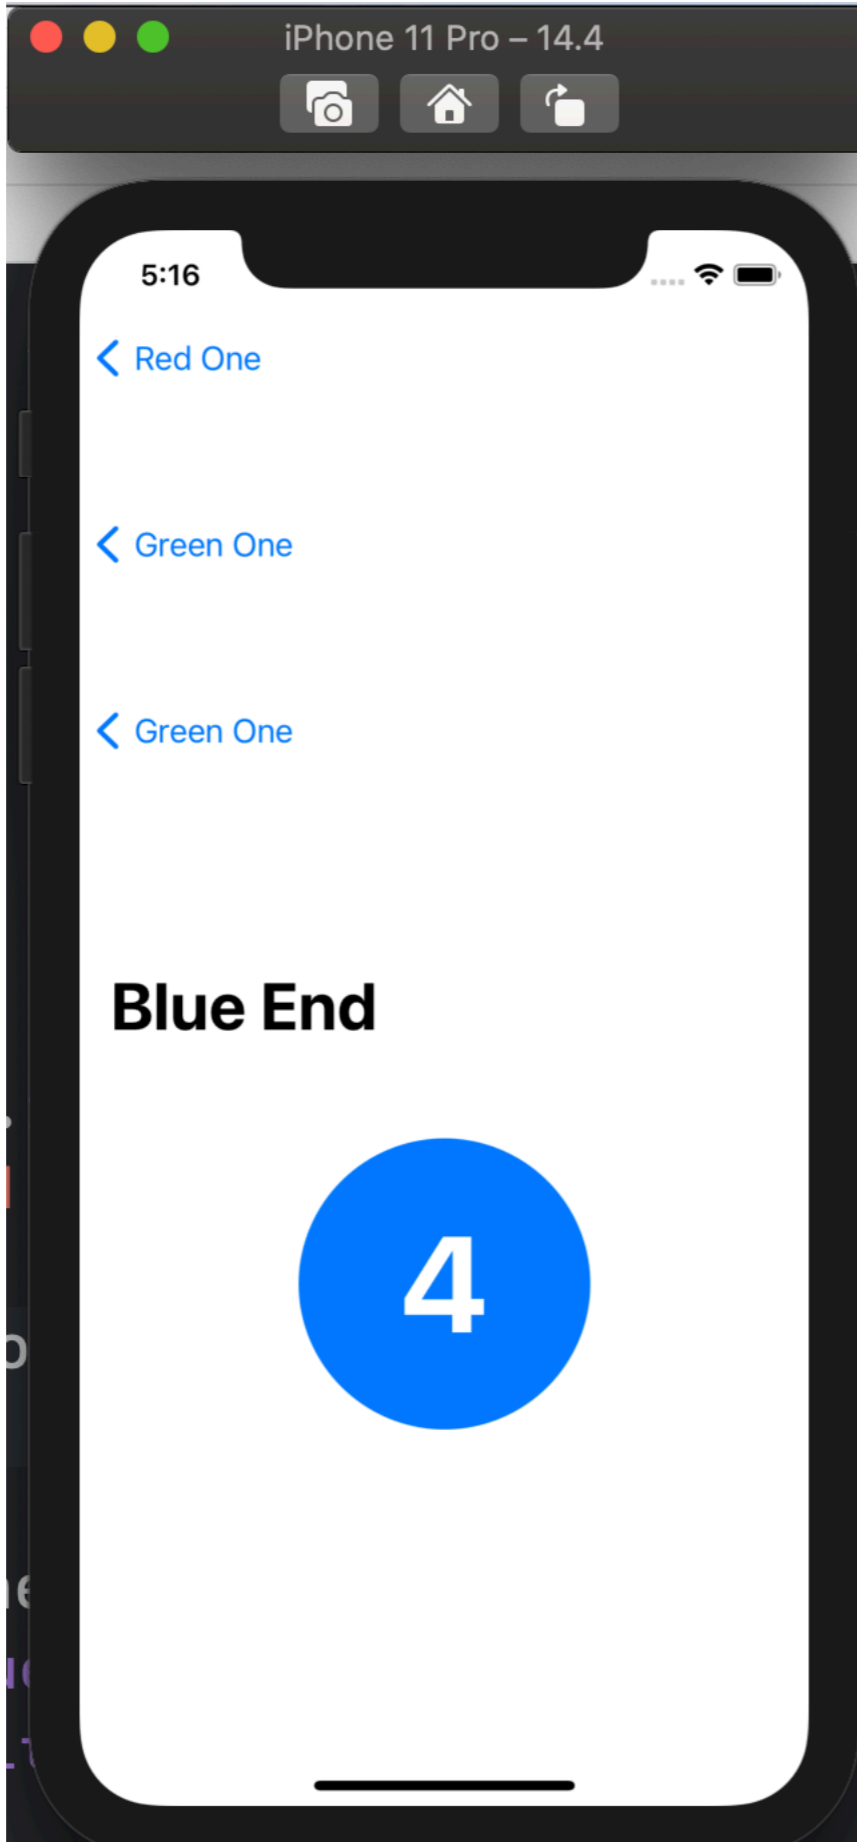 iPhone 11 Pro – 14.4
5:16
Red One
Green One
Green One
Blue End
4